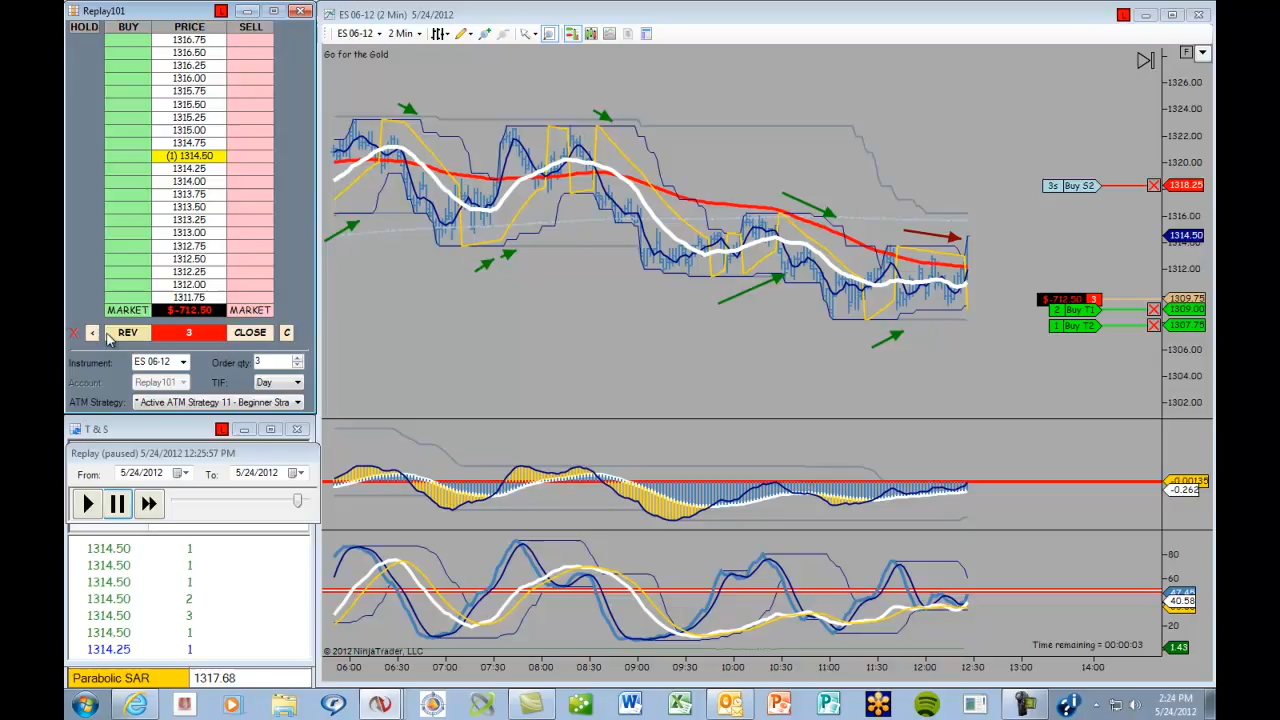 Replay101
HOLD BUY PRICE SELL
1316.75
1316.50
1316.25
1316.00
1315.75
1315.50
1315.25
1315.00
1314.75
(1) 1314.50
1314.25
1314.00
1313.75
1313.50
1313.25
1313.00
1312.75
1312.50
1312.25
1312.00
1311.75
MARKET $-712.50 MARKET
X < REV 3 CLOSE C
Instrument: ES 06-12 Order qty: 3
Account: Replay101 TIF: Day
ATM Strategy: * Active ATM Strategy 11 - Beginner Stra
T & S
Replay (paused) 5/24/2012 12:25:57 PM
From: 5/24/2012 To: 5/24/2012
1314.50 1
1314.50 1
1314.50 1
1314.50 2
1314.50 3
1314.50 1
1314.25 1
Parabolic SAR 1317.68
ES 06-12 (2 Min) 5/24/2012
ES 06-12 2 Min
Go for the Gold
F
1326.00
1324.00
1322.00
1320.00
3s Buy S2 X 1318.25
1316.00
1314.50
1312.00
$-712.50 3 1309.75
2 Buy T1 X 1309.00
1 Buy T2 X 1307.75
1306.00
1304.00
1302.00
-0.00135
-0.262
80
60
47.45
40.58
20
Time remaining = 00:00:03
1.43
© 2012 NinjaTrader, LLC
06:00 06:30 07:00 07:30 08:00 08:30 09:00 09:30 10:00 10:30 11:00 11:30 12:00 12:30 13:00 14:00
2:24 PM
5/24/2012